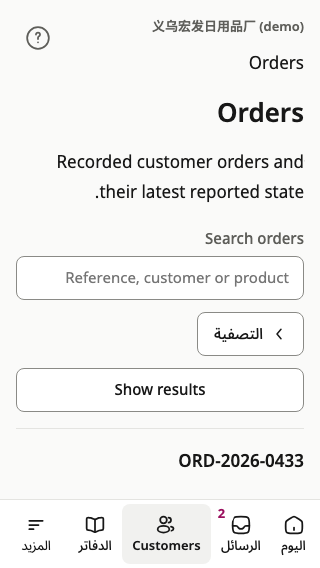 义乌宏发日用品厂 (demo)
Orders
Orders
Recorded customer orders and
their latest reported state.
Search orders
Reference, customer or product
التصفية
Show results
ORD-2026-0433
اليوم
2
الرسائل
Customers
الدفاتر
المزيد